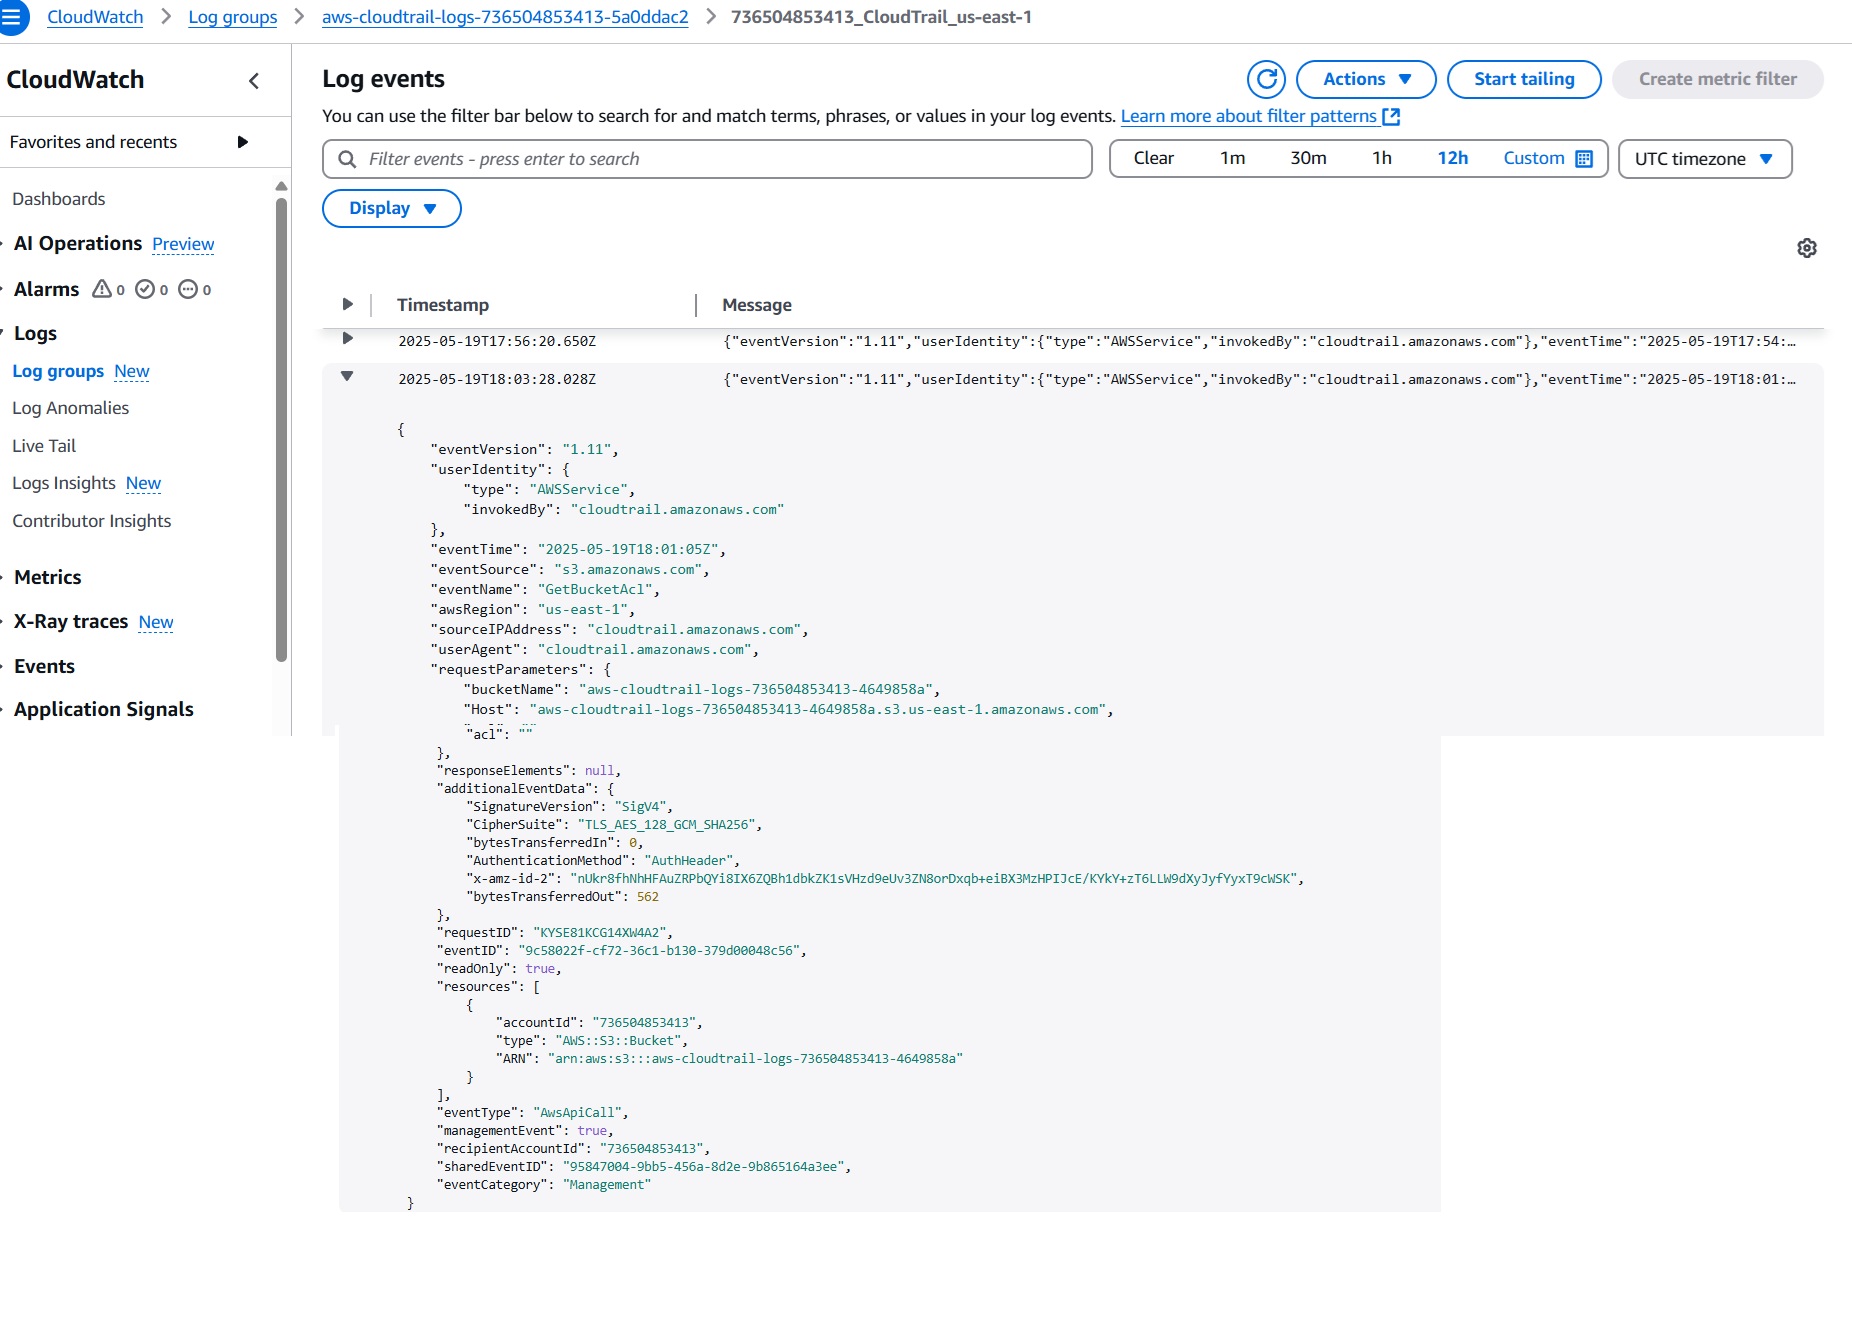 CloudWatch > Log groups > aws-cloudtrail-logs-736504853413-5a0ddac2 > 736504853413_CloudTrail_us-east-1
CloudWatch
Favorites and recents
Dashboards
AI Operations Preview
Alarms 0 0 0
Logs
Log groups New
Log Anomalies
Live Tail
Logs Insights New
Contributor Insights
Metrics
X-Ray traces New
Events
Application Signals
Log events
Actions
Start tailing
Create metric filter
You can use the filter bar below to search for and match terms, phrases, or values in your log events. Learn more about filter patterns
Filter events - press enter to search
Clear 1m 30m 1h 12h Custom
UTC timezone
Display
Timestamp Message
2025-05-19T17:56:20.650Z {"eventVersion":"1.11","userIdentity":{"type":"AWSService","invokedBy":"cloudtrail.amazonaws.com"},"eventTime":"2025-05-19T17:54:…
2025-05-19T18:03:28.028Z {"eventVersion":"1.11","userIdentity":{"type":"AWSService","invokedBy":"cloudtrail.amazonaws.com"},"eventTime":"2025-05-19T18:01:…
{
"eventVersion": "1.11",
"userIdentity": {
"type": "AWSService",
"invokedBy": "cloudtrail.amazonaws.com"
},
"eventTime": "2025-05-19T18:01:05Z",
"eventSource": "s3.amazonaws.com",
"eventName": "GetBucketAcl",
"awsRegion": "us-east-1",
"sourceIPAddress": "cloudtrail.amazonaws.com",
"userAgent": "cloudtrail.amazonaws.com",
"requestParameters": {
"bucketName": "aws-cloudtrail-logs-736504853413-4649858a",
"Host": "aws-cloudtrail-logs-736504853413-4649858a.s3.us-east-1.amazonaws.com",
"acl": ""
},
"responseElements": null,
"additionalEventData": {
"SignatureVersion": "SigV4",
"CipherSuite": "TLS_AES_128_GCM_SHA256",
"bytesTransferredIn": 0,
"AuthenticationMethod": "AuthHeader",
"x-amz-id-2": "nUkr8fhNhHFAuZRPbQYi8IX6ZQBh1dbkZK1sVHzd9eUv3ZN8orDxqb+eiBX3MzHPIJcE/KYkY+zT6LLW9dXyJyfYyxT9cWSK",
"bytesTransferredOut": 562
},
"requestID": "KYSE81KCG14XW4A2",
"eventID": "9c58022f-cf72-36c1-b130-379d00048c56",
"readOnly": true,
"resources": [
{
"accountId": "736504853413",
"type": "AWS::S3::Bucket",
"ARN": "arn:aws:s3:::aws-cloudtrail-logs-736504853413-4649858a"
}
],
"eventType": "AwsApiCall",
"managementEvent": true,
"recipientAccountId": "736504853413",
"sharedEventID": "95847004-9bb5-456a-8d2e-9b865164a3ee",
"eventCategory": "Management"
}